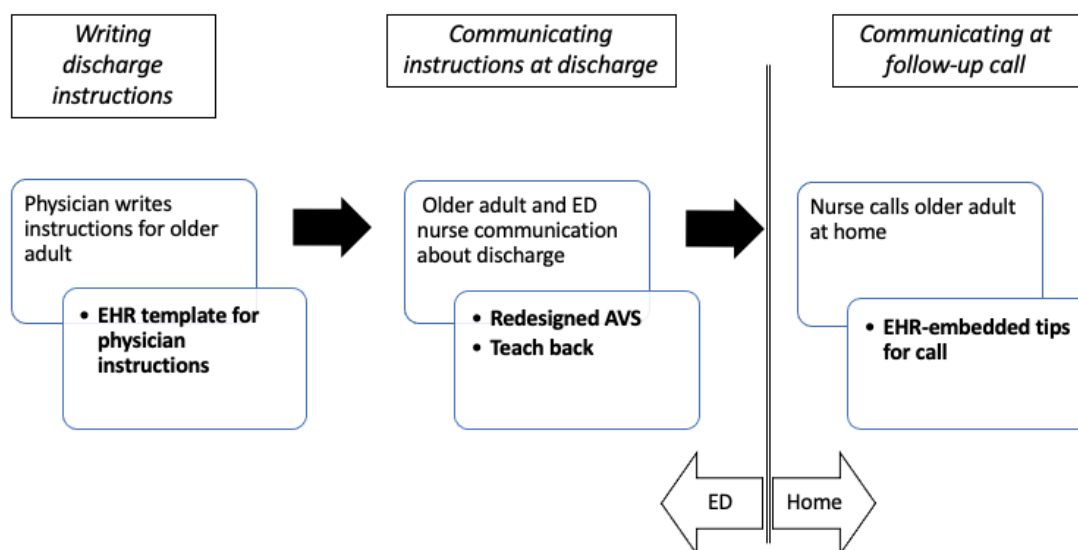 Writing
discharge
instructions
Communicating
instructions at discharge
Communicating at
follow-up call
Physician writes
instructions for older
adult
• EHR template for
physician
instructions
Older adult and ED
nurse communication
about discharge
• Redesigned AVS
• Teach back
Nurse calls older adult
at home
• EHR-embedded tips
for call
ED
Home